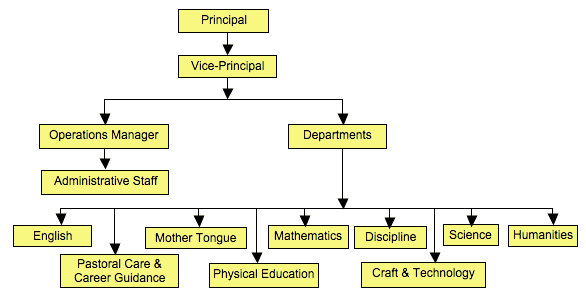 Principal
Vice-Principal
Operations Manager
Departments
Administrative Staff
English
Mother Tongue
Mathematics
Discipline
Science
Humanities
Pastoral Care &
Career Guidance
Physical Education
Craft & Technology